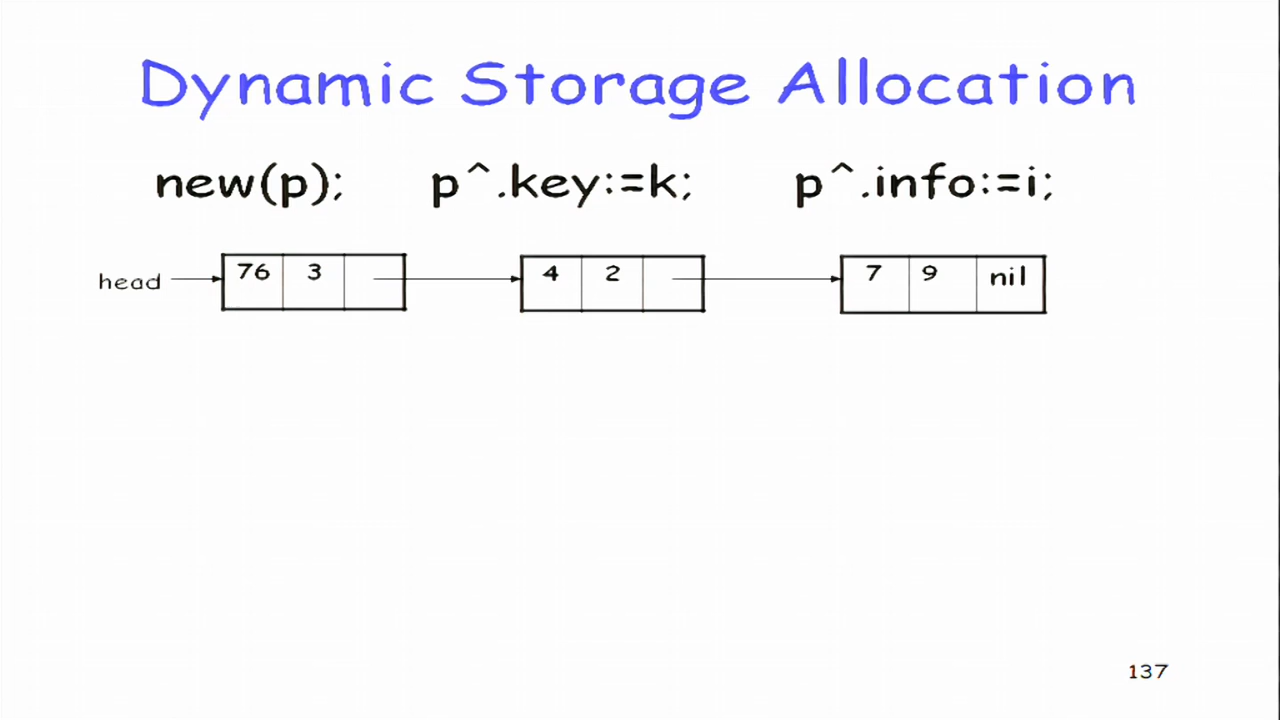 Dynamic Storage Allocation
new(p); p^.key:=k; p^.info:=i;
head 76 3 4 2 7 9 nil
137